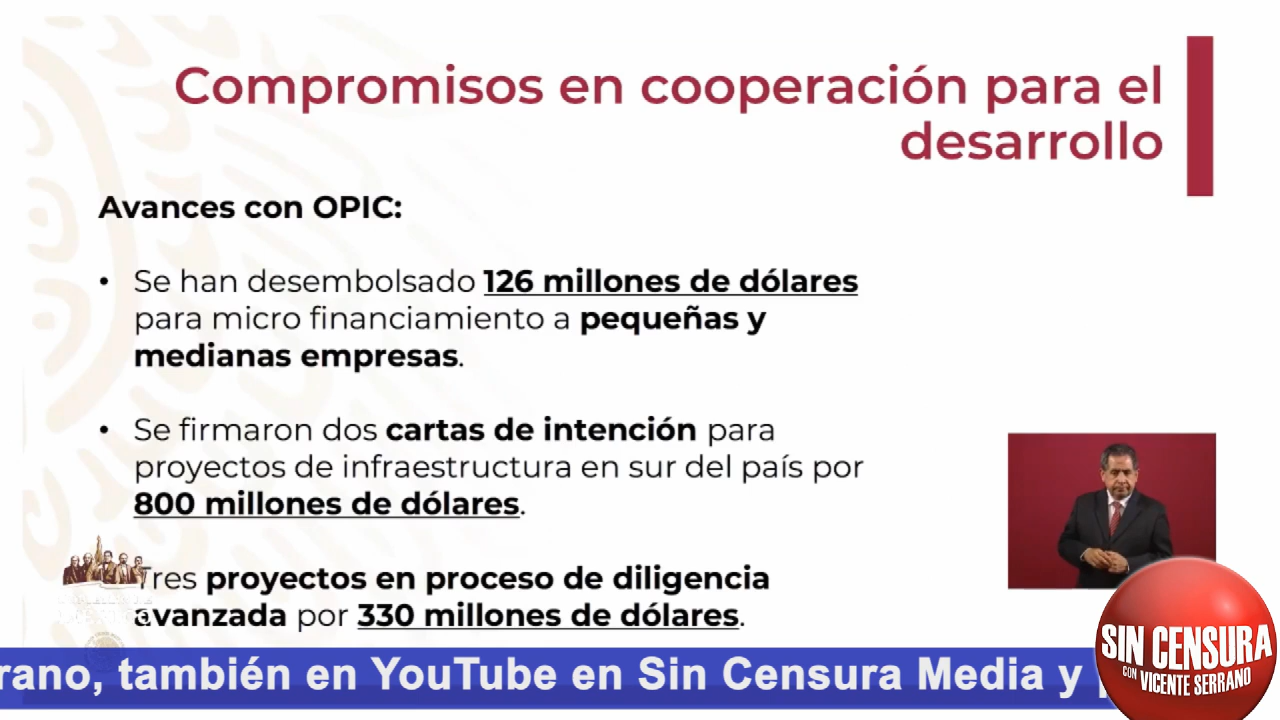 Compromisos en cooperación para el
desarrollo
Avances con OPIC:
• Se han desembolsado 126 millones de dólares
para micro financiamiento a pequeñas y
medianas empresas.
• Se firmaron dos cartas de intención para
proyectos de infraestructura en sur del país por
800 millones de dólares.
Tres proyectos en proceso de diligencia
avanzada por 330 millones de dólares.
rano, también en YouTube en Sin Censura Media y
SIN CENSURA
CON VICENTE SERRANO